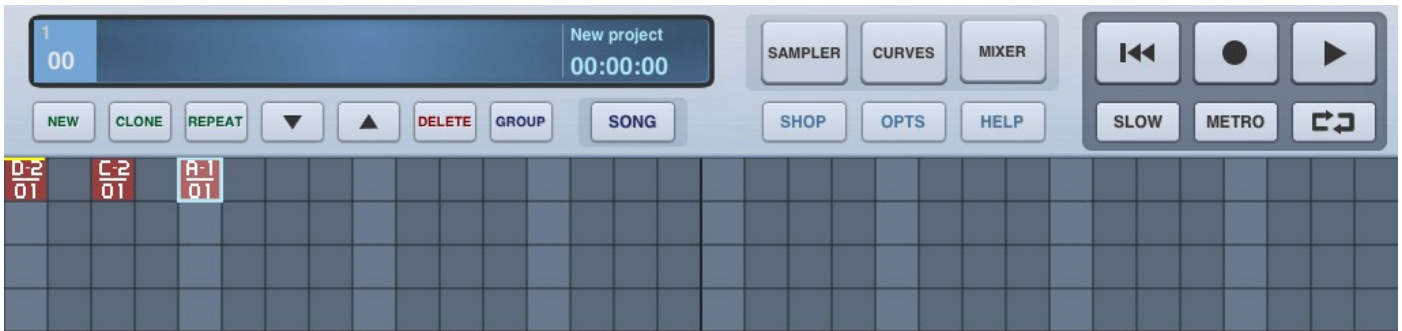 1
00
New project
00:00:00
SAMPLER
CURVES
MIXER
NEW
CLONE
REPEAT
DELETE
GROUP
SONG
SHOP
OPTS
HELP
SLOW
METRO
D-2
01
C-2
01
A-1
01